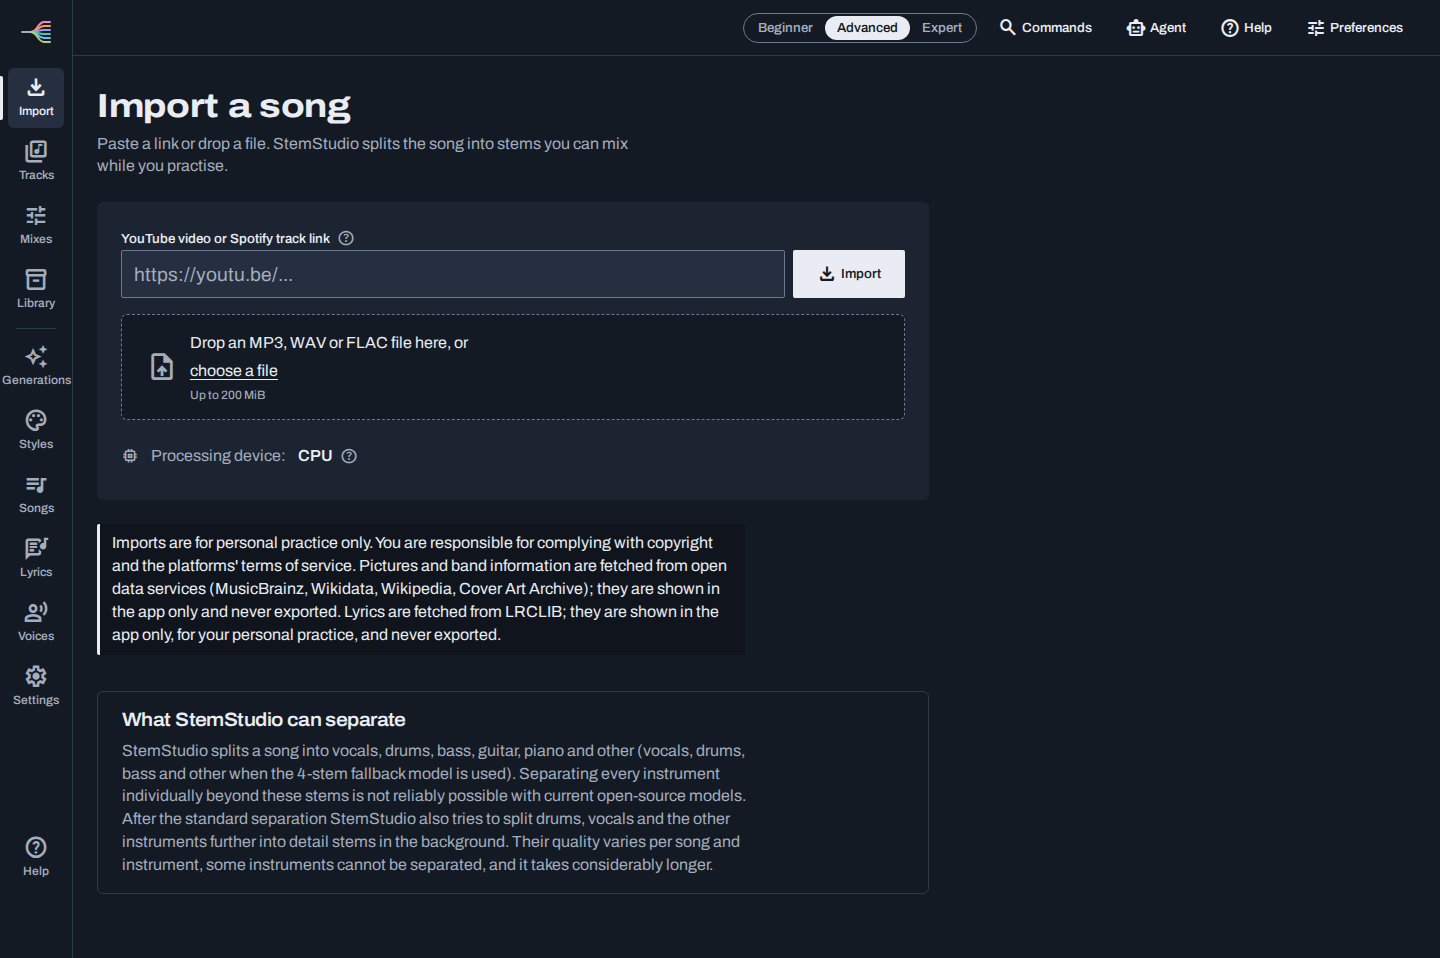 Beginner
Advanced
Expert
Commands
Agent
Help
Preferences
Import
Tracks
Mixes
Library
Generations
Styles
Songs
Lyrics
Voices
Settings
Help
Import a song
Paste a link or drop a file. StemStudio splits the song into stems you can mix
while you practise.
YouTube video or Spotify track link
https://youtu.be/...
Import
Drop an MP3, WAV or FLAC file here, or
choose a file
Up to 200 MiB
Processing device: CPU
Imports are for personal practice only. You are responsible for complying with copyright
and the platforms' terms of service. Pictures and band information are fetched from open
data services (MusicBrainz, Wikidata, Wikipedia, Cover Art Archive); they are shown in
the app only and never exported. Lyrics are fetched from LRCLIB; they are shown in the
app only, for your personal practice, and never exported.
What StemStudio can separate
StemStudio splits a song into vocals, drums, bass, guitar, piano and other (vocals, drums,
bass and other when the 4-stem fallback model is used). Separating every instrument
individually beyond these stems is not reliably possible with current open-source models.
After the standard separation StemStudio also tries to split drums, vocals and the other
instruments further into detail stems in the background. Their quality varies per song and
instrument, some instruments cannot be separated, and it takes considerably longer.